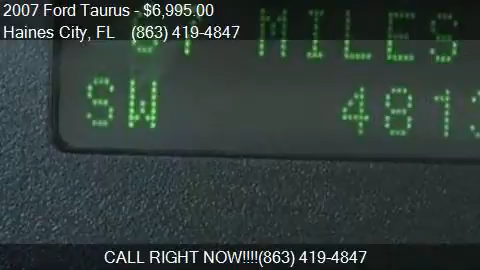 2007 Ford Taurus - $6,995.00
Haines City, FL (863) 419-4847
MILES
SW 4813
CALL RIGHT NOW!!!!(863) 419-4847